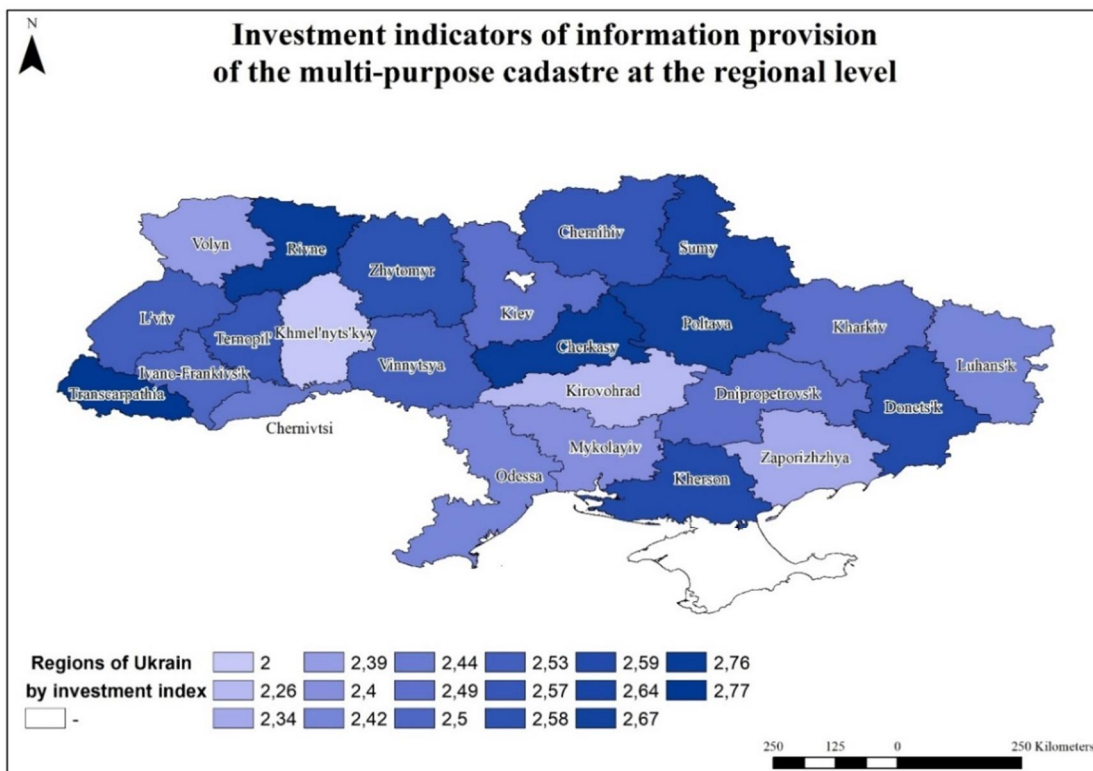 N
Investment indicators of information provision
of the multi-purpose cadastre at the regional level
Volyn
Rivne
Zhytomyr
Chernihiv
Sumy
Kiev
L'viv
Ternopil'
Khmel'nyts'kyy
Vinnytsya
Cherkasy
Poltava
Kharkiv
Luhans'k
Ivano-Frankivs'k
Transcarpathia
Chernivtsi
Kirovohrad
Dnipropetrovs'k
Donets'k
Mykolayiv
Zaporizhzhya
Odessa
Kherson
Regions of Ukrain
by investment index
-
2
2,26
2,34
2,39
2,4
2,42
2,44
2,49
2,5
2,53
2,57
2,58
2,59
2,64
2,67
2,76
2,77
250 125 0 250 Kilometers